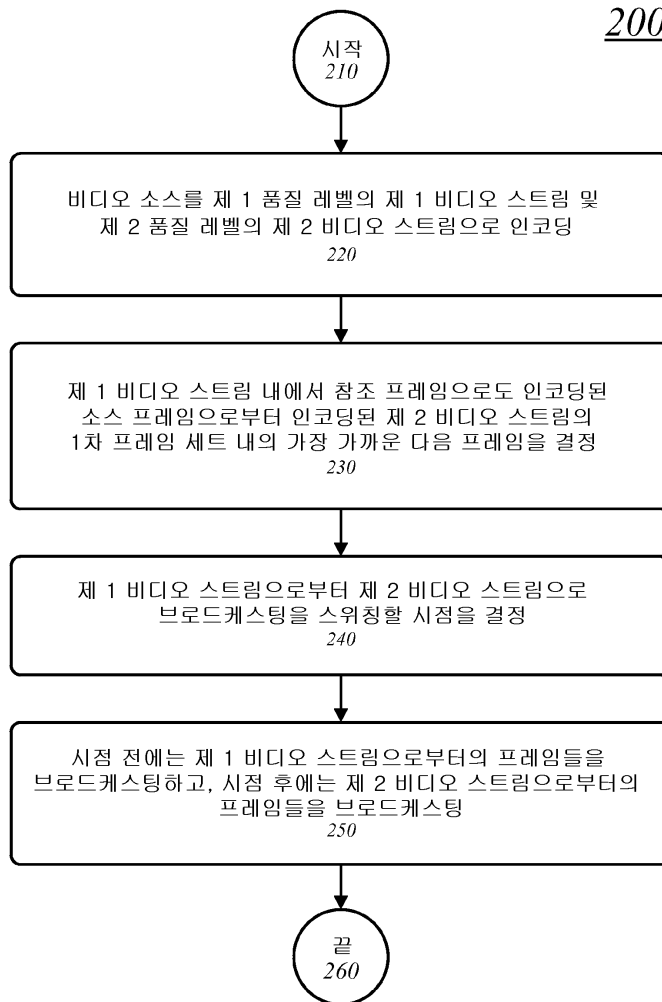 200
시작
210
비디오 소스를 제 1 품질 레벨의 제 1 비디오 스트림 및
제 2 품질 레벨의 제 2 비디오 스트림으로 인코딩
220
제 1 비디오 스트림 내에서 참조 프레임으로도 인코딩된
소스 프레임으로부터 인코딩된 제 2 비디오 스트림의
1차 프레임 세트 내의 가장 가까운 다음 프레임을 결정
230
제 1 비디오 스트림으로부터 제 2 비디오 스트림으로
브로드케스팅을 스위칭할 시점을 결정
240
시점 전에는 제 1 비디오 스트림으로부터의 프레임들을
브로드케스팅하고, 시점 후에는 제 2 비디오 스트림으로부터의
프레임들을 브로드케스팅
250
끝
260